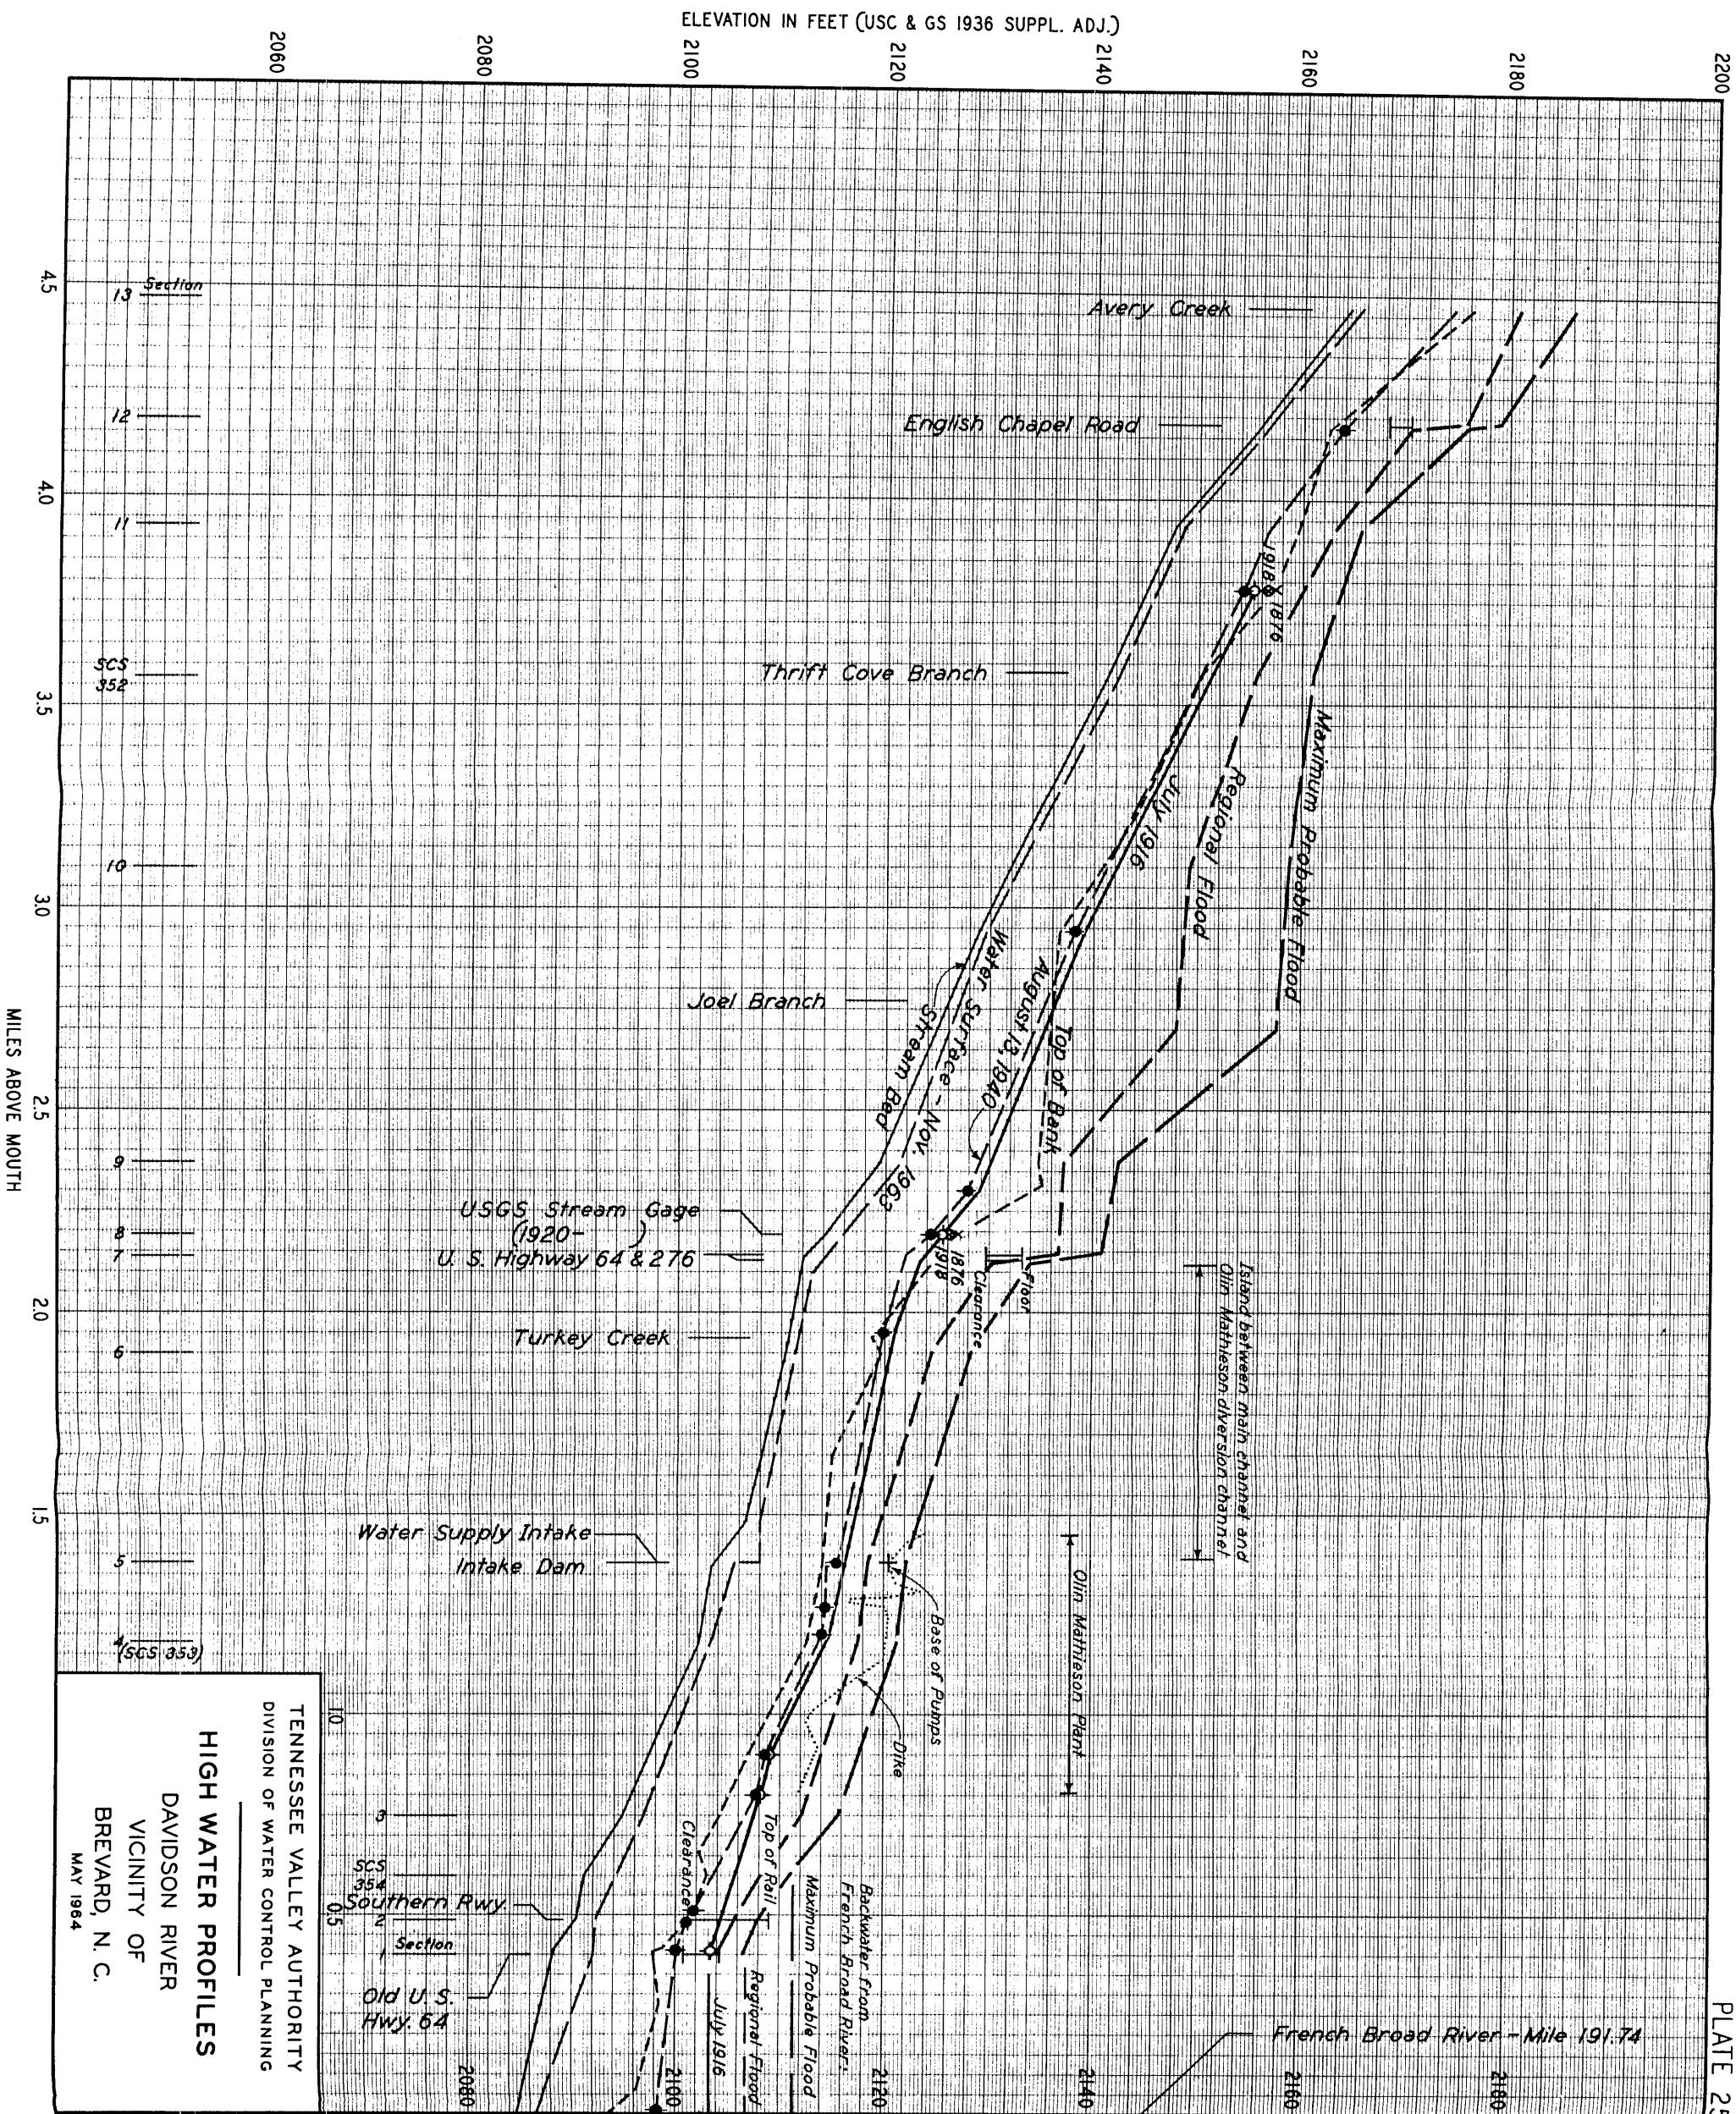 PLATE 25
ELEVATION IN FEET (USC & GS 1936 SUPPL. ADJ.)
2060
2080
2100
2120
2140
2160
2180
2200
4.5
4.0
3.5
3.0
2.5
2.0
1.5
1.0
0.5
MILES ABOVE MOUTH
Section
13
12
11
SCS
352
10
9
8
7
6
5
4
(SCS 353)
3
SCS
354
2
1
Section
Avery Creek
English Chapel Road
Thrift Cove Branch
Joel Branch
USGS Stream Gage
(1920- )
U. S. Highway 64 & 276
Turkey Creek
Water Supply Intake
Intake Dam
Southern Rwy.
Old U.S.
Hwy. 64
1918
1876
Maximum Probable Flood
Regional Flood
July 1916
August 13, 1940
Top of Bank
Water Surface - Nov. 1963
Stream Bed
1876
1918
Clearance
Floor
Island between main channel and
Olin Mathieson diversion channel
Olin Mathieson Plant
Base of Pumps
Dike
Clearance
Top of Rail
Backwater from
French Broad River:
Maximum Probable Flood
Regional Flood
July 1916
French Broad River - Mile 191.74
2080
2100
2120
2140
2160
2180
TENNESSEE VALLEY AUTHORITY
DIVISION OF WATER CONTROL PLANNING
HIGH WATER PROFILES
DAVIDSON RIVER
VICINITY OF
BREVARD, N. C.
MAY 1964